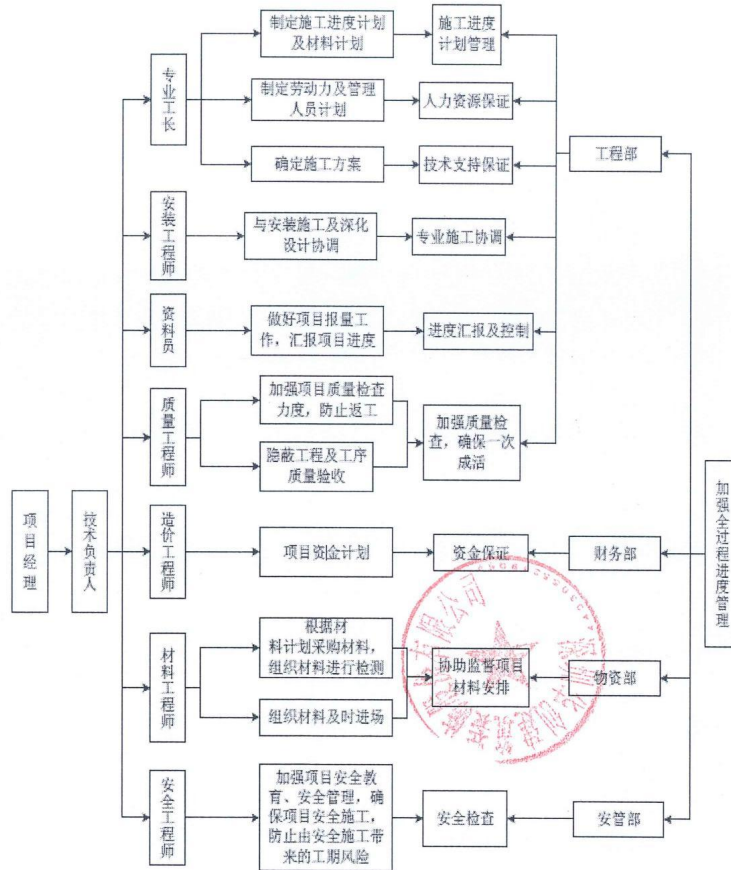 制定施工进度计划
及材料计划
施工进度
计划管理
专业工长
制定劳动力及管理
人员计划
人力资源保证
确定施工方案
技术支持保证
工程部
安装工程师
与安装施工及深化
设计协调
专业施工协调
资料员
做好项目报量工
作，汇报项目进度
进度汇报及控制
质量工程师
加强项目质量检查
力度，防止返工
隐蔽工程及工序
质量验收
加强质量检
查，确保一次
成活
项目经理
技术负责人
造价工程师
项目资金计划
资金保证
财务部
加强全过程进度管理
材料工程师
根据材
料计划采购材料，
组织材料进行检测
组织材料及时进场
协助监督项目
材料安排
物资部
安全工程师
加强项目安全教
育、安全管理，确
保项目安全施工，
防止由安全施工带
来的工期风险
安全检查
安管部